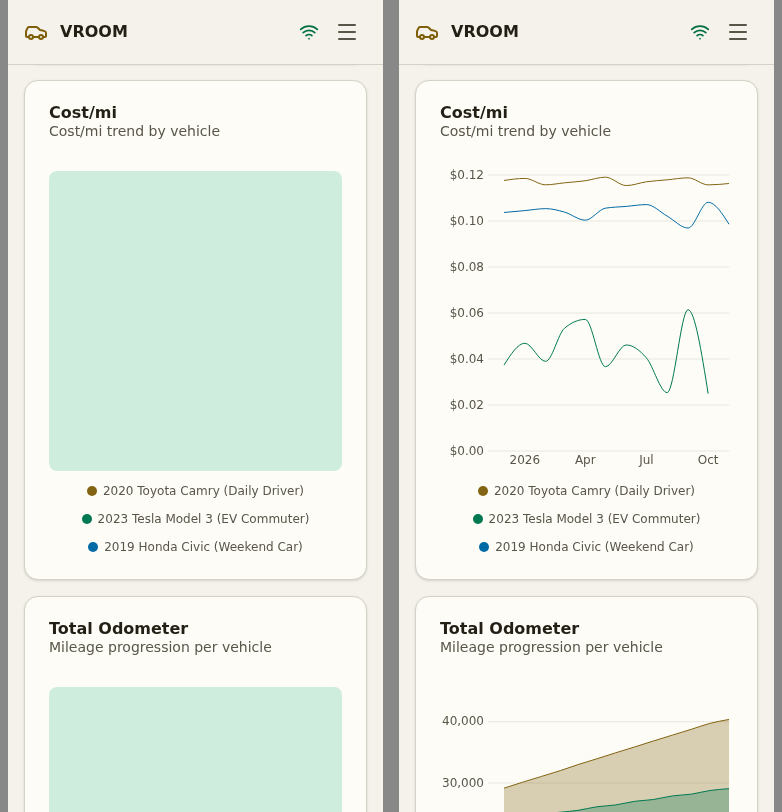 VROOM
Cost/mi
Cost/mi trend by vehicle
2020 Toyota Camry (Daily Driver)
2023 Tesla Model 3 (EV Commuter)
2019 Honda Civic (Weekend Car)
Total Odometer
Mileage progression per vehicle
VROOM
Cost/mi
Cost/mi trend by vehicle
$0.12
$0.10
$0.08
$0.06
$0.04
$0.02
$0.00
2026 Apr Jul Oct
2020 Toyota Camry (Daily Driver)
2023 Tesla Model 3 (EV Commuter)
2019 Honda Civic (Weekend Car)
Total Odometer
Mileage progression per vehicle
40,000
30,000